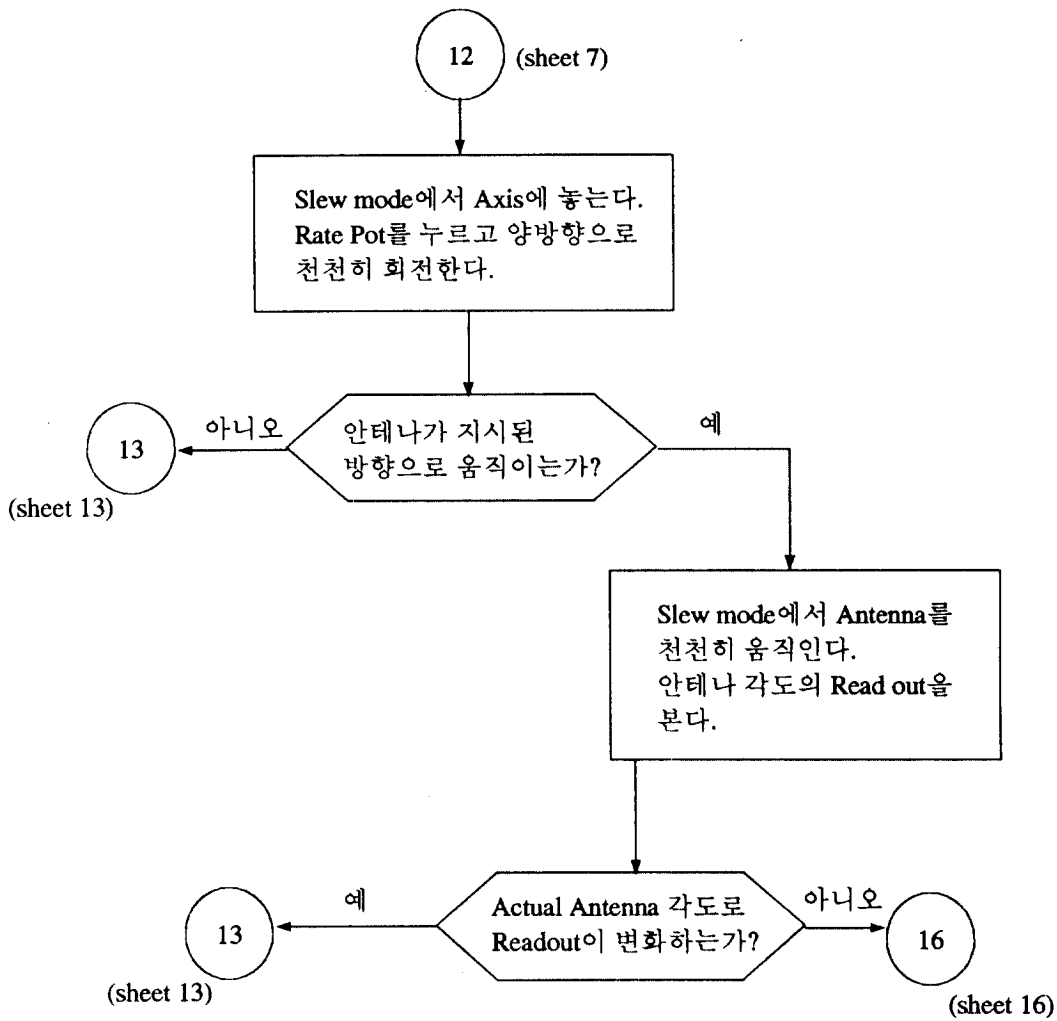 12 (sheet 7)
Slew mode에서 Axis에 놓는다.
Rate Pot를 누르고 양방향으로
천천히 회전한다.
아니오
예
13
안테나가 지시된
방향으로 움직이는가?
(sheet 13)
Slew mode에서 Antenna를
천천히 움직인다.
안테나 각도의 Read out을
본다.
예
아니오
13
Actual Antenna 각도로
Readout이 변화하는가?
16
(sheet 13)
(sheet 16)